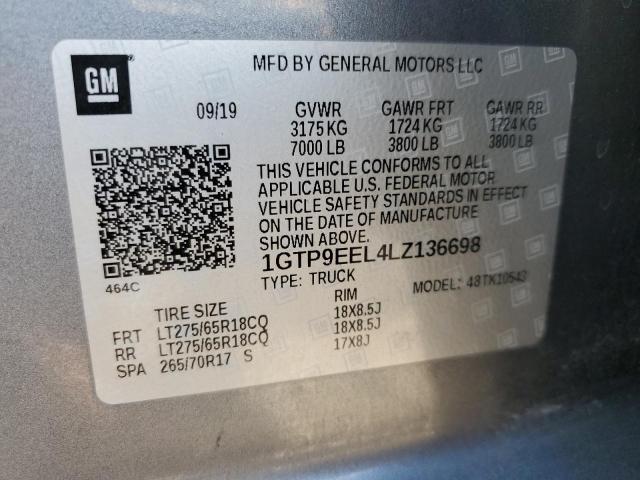 GM
MFD BY GENERAL MOTORS LLC
09/19 GVWR GAWR FRT GAWR RR
3175 KG 1724 KG 1724 KG
7000 LB 3800 LB 3800 LB
THIS VEHICLE CONFORMS TO ALL
APPLICABLE U.S. FEDERAL MOTOR
VEHICLE SAFETY STANDARDS IN EFFECT
ON THE DATE OF MANUFACTURE
SHOWN ABOVE.
1GTP9EEL4LZ136698
464C
TYPE: TRUCK MODEL: 48TK10543
TIRE SIZE RIM
FRT LT275/65R18CQ 18X8.5J
RR LT275/65R18CQ 18X8.5J
SPA 265/70R17 S 17X8J